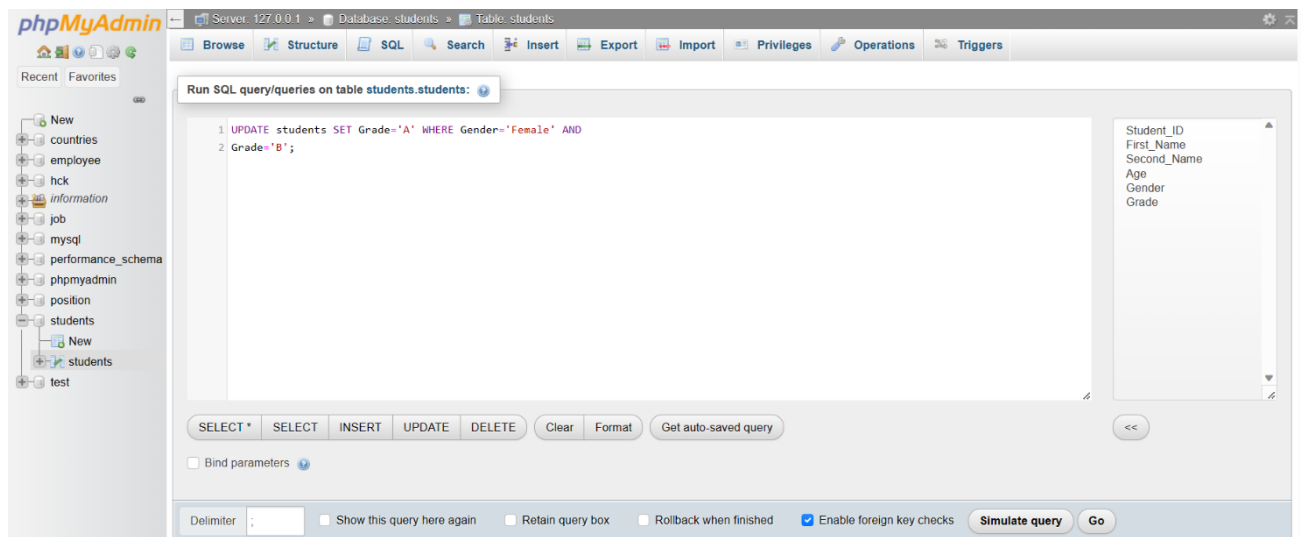 phpMyAdmin
Recent Favorites
New
countries
employee
hck
information
job
mysql
performance_schema
phpmyadmin
position
students
New
students
test
Server: 127.0.0.1 » Database: students » Table: students
Browse Structure SQL Search Insert Export Import Privileges Operations Triggers
Run SQL query/queries on table students.students:
1 UPDATE students SET Grade='A' WHERE Gender='Female' AND
2 Grade='B';
Student_ID
First_Name
Second_Name
Age
Gender
Grade
SELECT * SELECT INSERT UPDATE DELETE Clear Format Get auto-saved query <<
Bind parameters
Delimiter ; Show this query here again Retain query box Rollback when finished Enable foreign key checks Simulate query Go